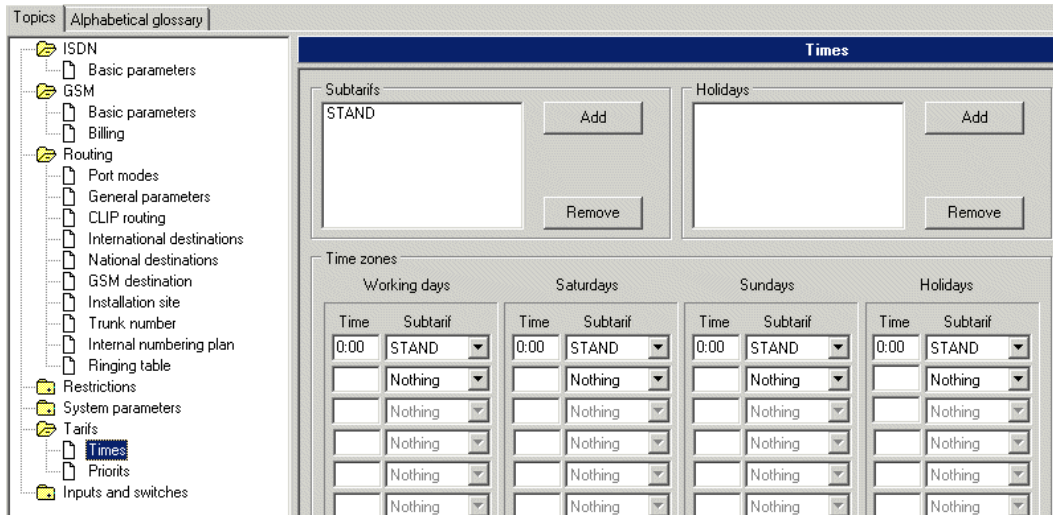 Topics Alphabetical glossary
ISDN
Basic parameters
GSM
Basic parameters
Billing
Routing
Port modes
General parameters
CLIP routing
International destinations
National destinations
GSM destination
Installation site
Trunk number
Internal numbering plan
Ringing table
Restrictions
System parameters
Tarifs
Times
Priorits
Inputs and switches
Times
Subtarifs
STAND
Add
Remove
Holidays
Add
Remove
Time zones
Working days Saturdays Sundays Holidays
Time Subtarif Time Subtarif Time Subtarif Time Subtarif
0:00 STAND 0:00 STAND 0:00 STAND 0:00 STAND
Nothing Nothing Nothing Nothing
Nothing Nothing Nothing Nothing
Nothing Nothing Nothing Nothing
Nothing Nothing Nothing Nothing
Nothing Nothing Nothing Nothing